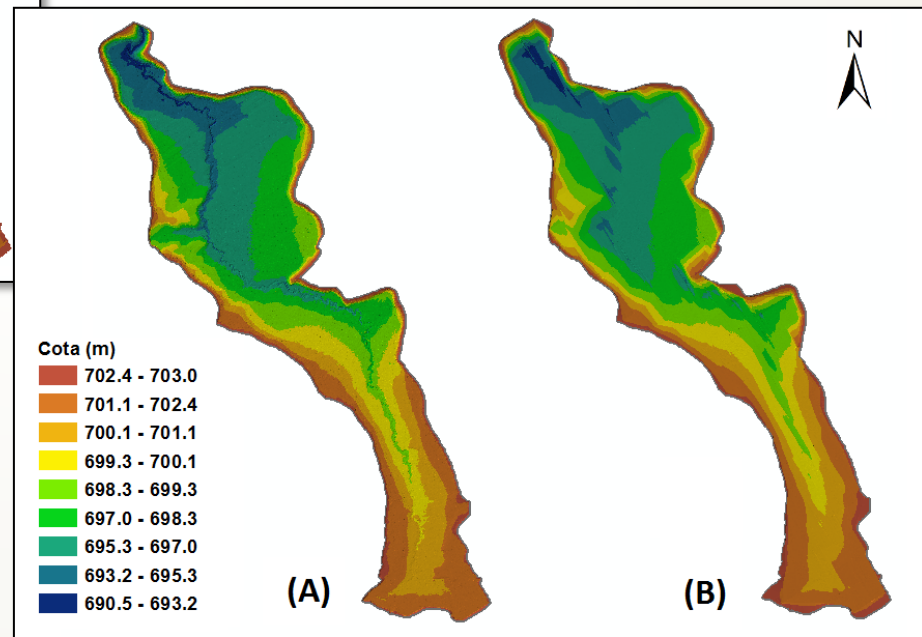 N
Cota (m)
702.4 - 703.0
701.1 - 702.4
700.1 - 701.1
699.3 - 700.1
698.3 - 699.3
697.0 - 698.3
695.3 - 697.0
693.2 - 695.3
690.5 - 693.2
(A)
(B)